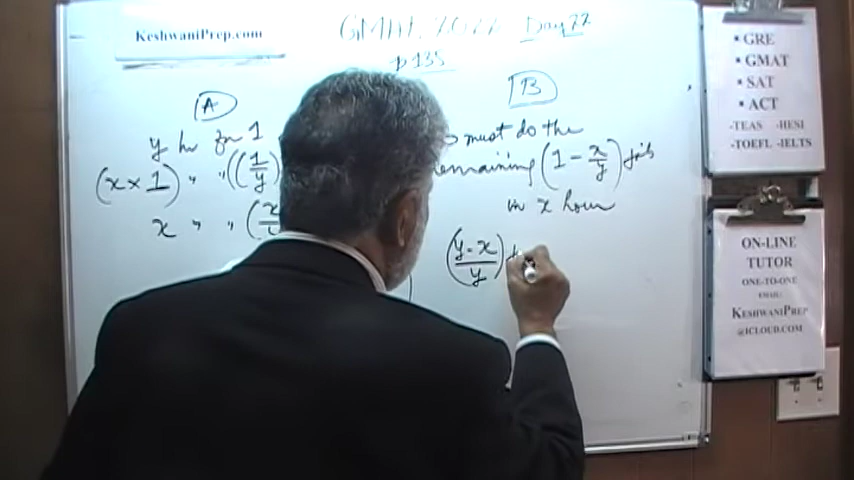 KeshwaniPrep.com
GMAT 2022 Day 22
p 135
A
y hr for 1
(x × 1) " " ((1/y)
x " " (x
B
must do the
remaining (1 - x/y) job
in x hour
((y - x)/y)
• GRE
• GMAT
• SAT
• ACT
-TEAS -HESI
-TOEFL -IELTS
ON-LINE
TUTOR
ONE-TO-ONE
EMAIL:
KESHWANIPREP
@ICLOUD.COM